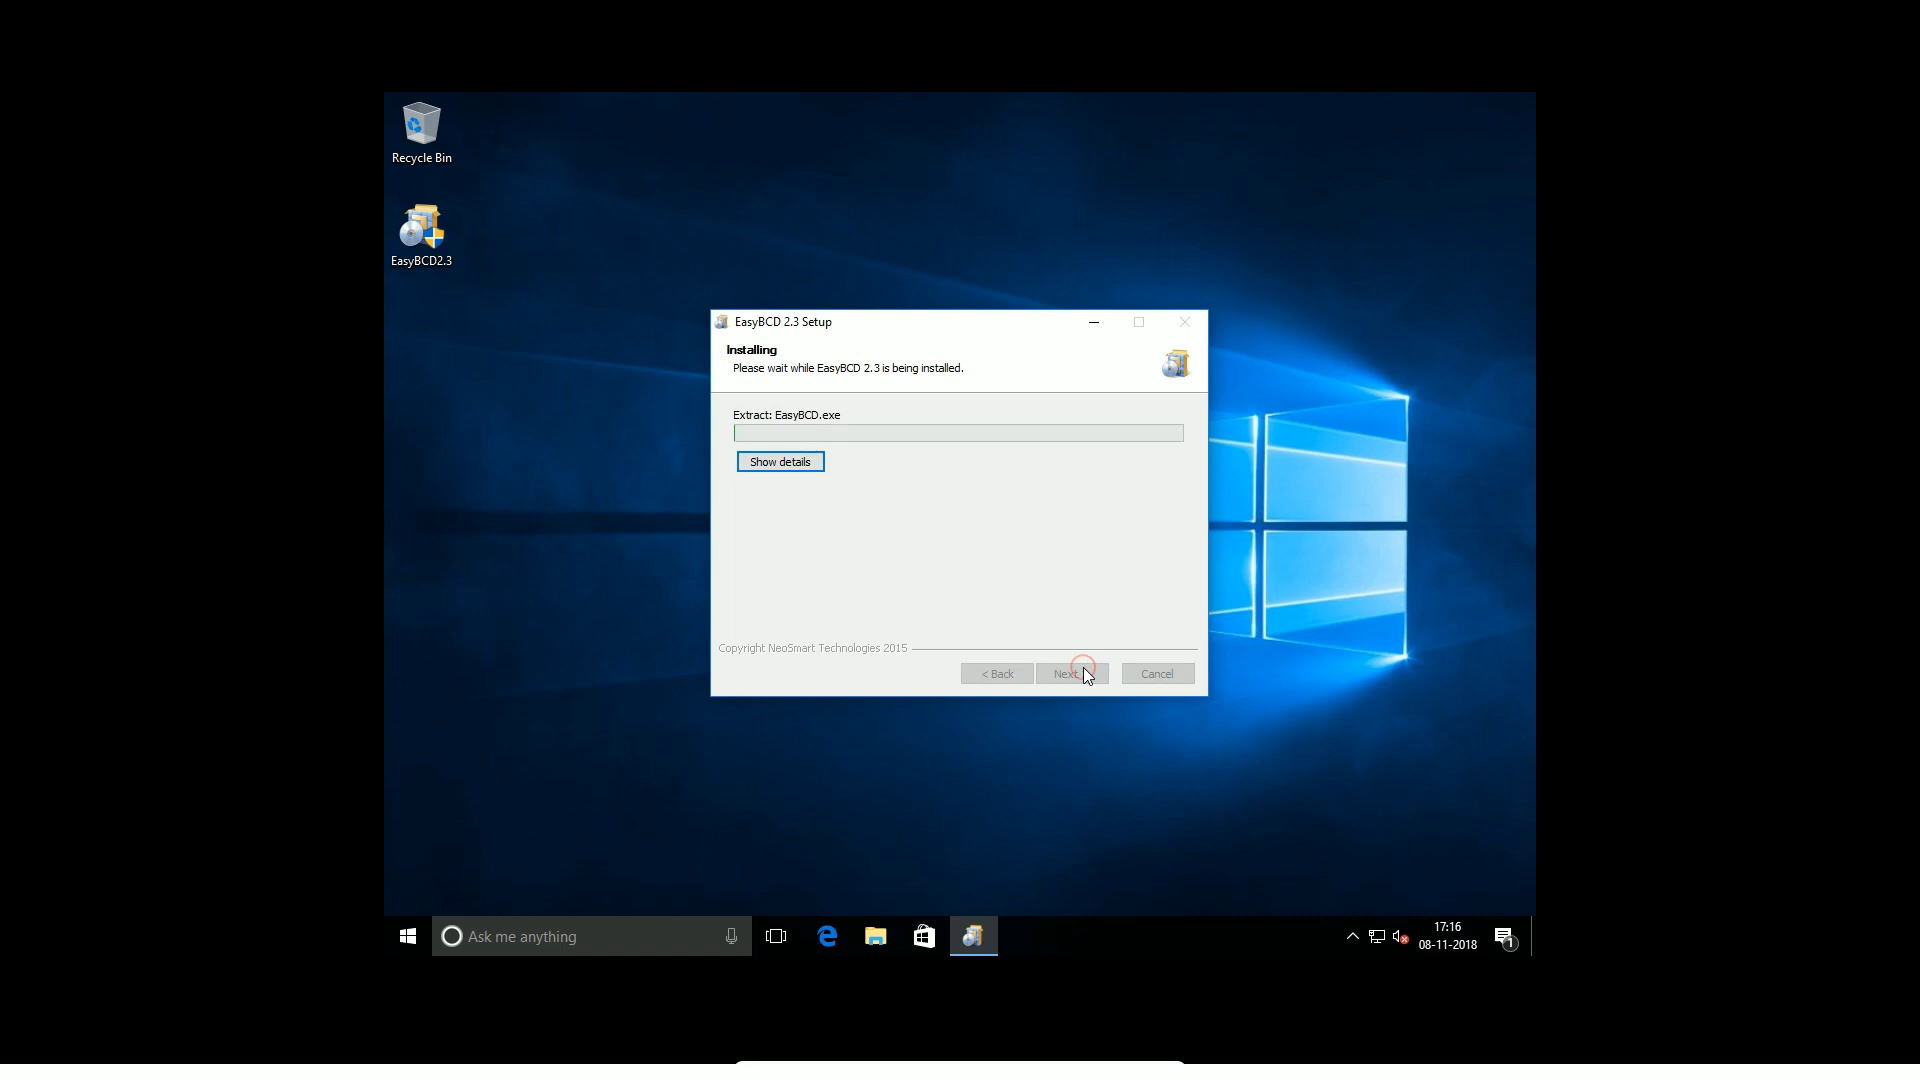 Recycle Bin
EasyBCD2.3
EasyBCD 2.3 Setup
Installing
Please wait while EasyBCD 2.3 is being installed.
Extract: EasyBCD.exe
Show details
Copyright NeoSmart Technologies 2015
< Back
Next
Cancel
Ask me anything
17:16
08-11-2018
1